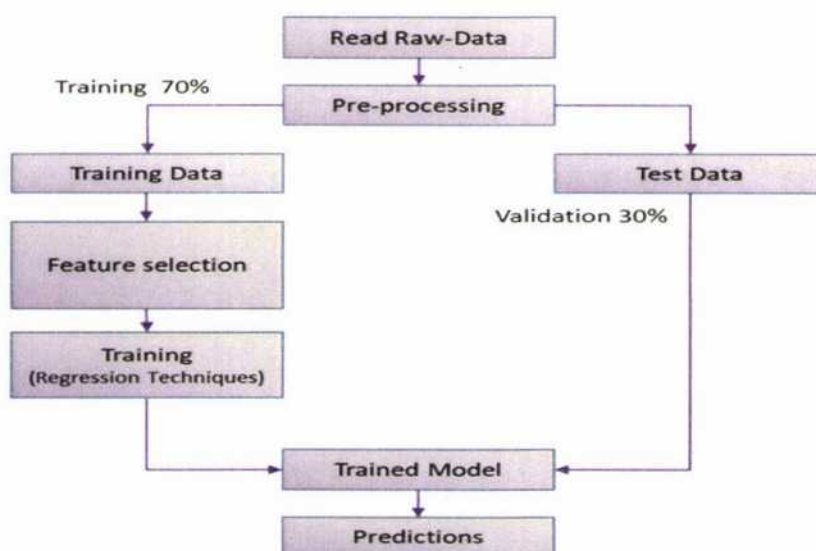 Read Raw-Data
Training 70%
Pre-processing
Training Data
Test Data
Validation 30%
Feature selection
Training
(Regression Techniques)
Trained Model
Predictions